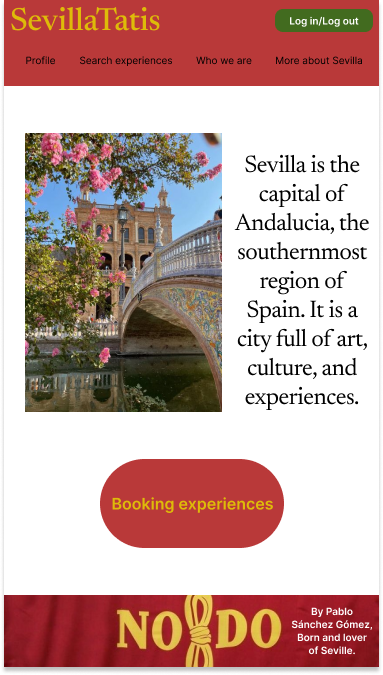 SevillaTatis
Log in/Log out
Profile
Search experiences
Who we are
More about Sevilla
Sevilla is the
capital of
Andalucia, the
southernmost
region of
Spain. It is a
city full of art,
culture, and
experiences.
Booking experiences
NO DO
By Pablo
Sánchez Gómez,
Born and lover
of Seville.